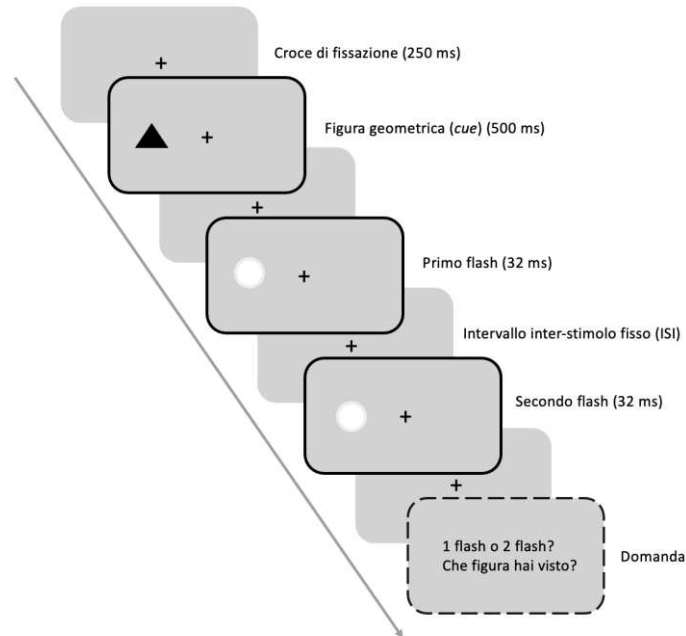 Croce di fissazione (250 ms)
Figura geometrica (cue) (500 ms)
Primo flash (32 ms)
Intervallo inter-stimolo fisso (ISI)
Secondo flash (32 ms)
1 flash o 2 flash?
Che figura hai visto?
Domanda